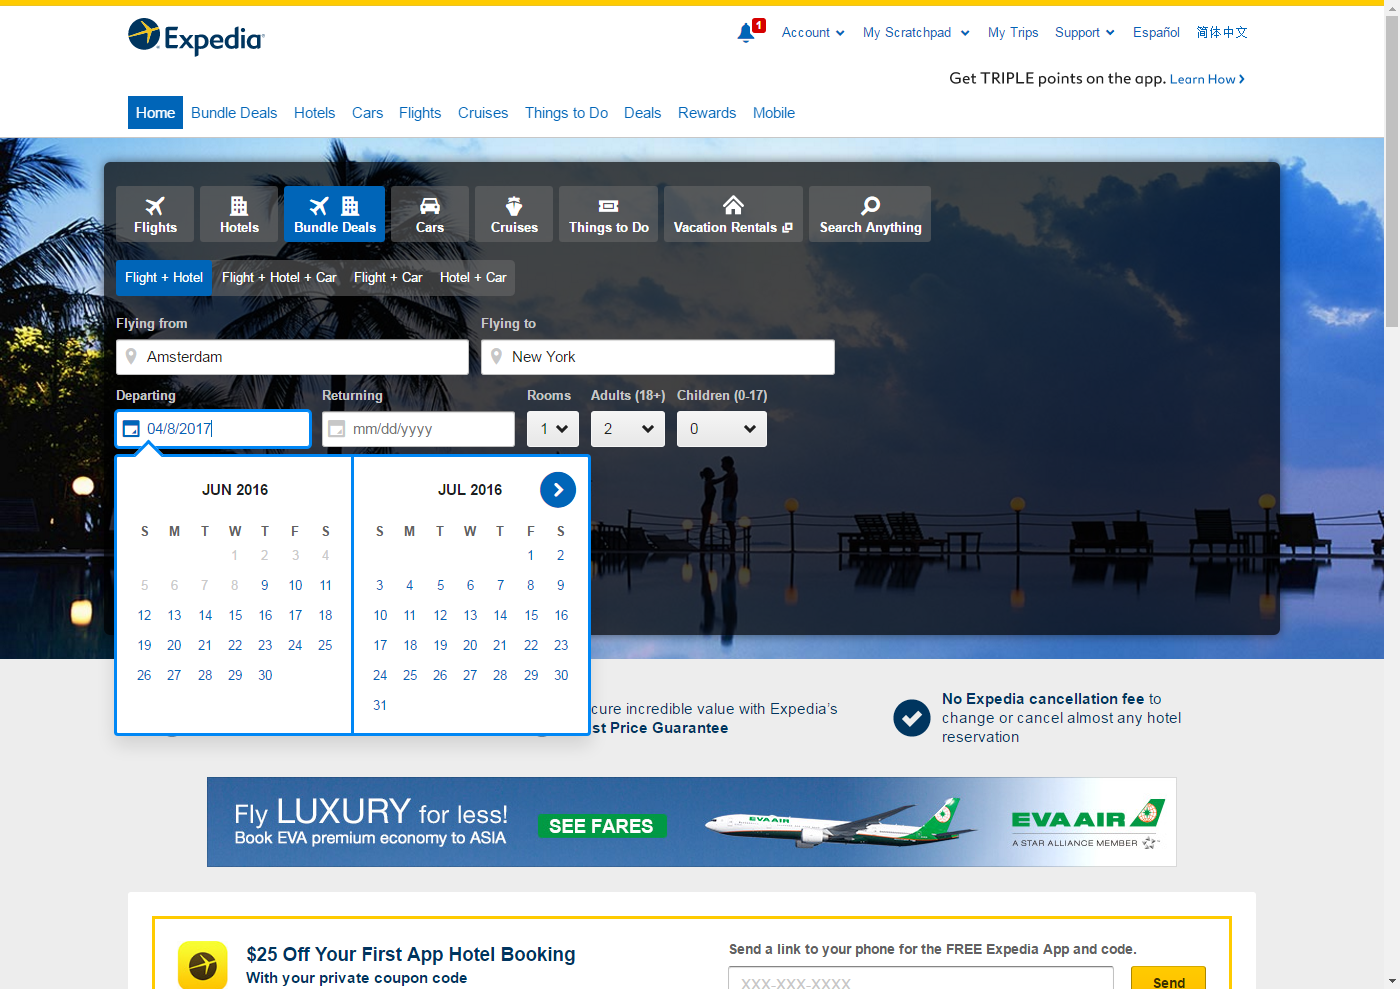 Expedia
1
Account
My Scratchpad
My Trips
Support
Español
简体中文
Get TRIPLE points on the app. Learn How
Home
Bundle Deals
Hotels
Cars
Flights
Cruises
Things to Do
Deals
Rewards
Mobile
Flights
Hotels
Bundle Deals
Cars
Cruises
Things to Do
Vacation Rentals
Search Anything
Flight + Hotel
Flight + Hotel + Car
Flight + Car
Hotel + Car
Flying from
Flying to
Amsterdam
New York
Departing
Returning
Rooms
Adults (18+)
Children (0-17)
04/8/2017
mm/dd/yyyy
1
2
0
JUN 2016
S M T W T F S
1 2 3 4
5 6 7 8 9 10 11
12 13 14 15 16 17 18
19 20 21 22 23 24 25
26 27 28 29 30
JUL 2016
S M T W T F S
1 2
3 4 5 6 7 8 9
10 11 12 13 14 15 16
17 18 19 20 21 22 23
24 25 26 27 28 29 30
31
cure incredible value with Expedia's
st Price Guarantee
No Expedia cancellation fee to
change or cancel almost any hotel
reservation
Fly LUXURY for less!
Book EVA premium economy to ASIA
SEE FARES
EVA AIR
EVA AIR
A STAR ALLIANCE MEMBER
$25 Off Your First App Hotel Booking
With your private coupon code
Send a link to your phone for the FREE Expedia App and code.
XXX-XXX-XXXX
Send